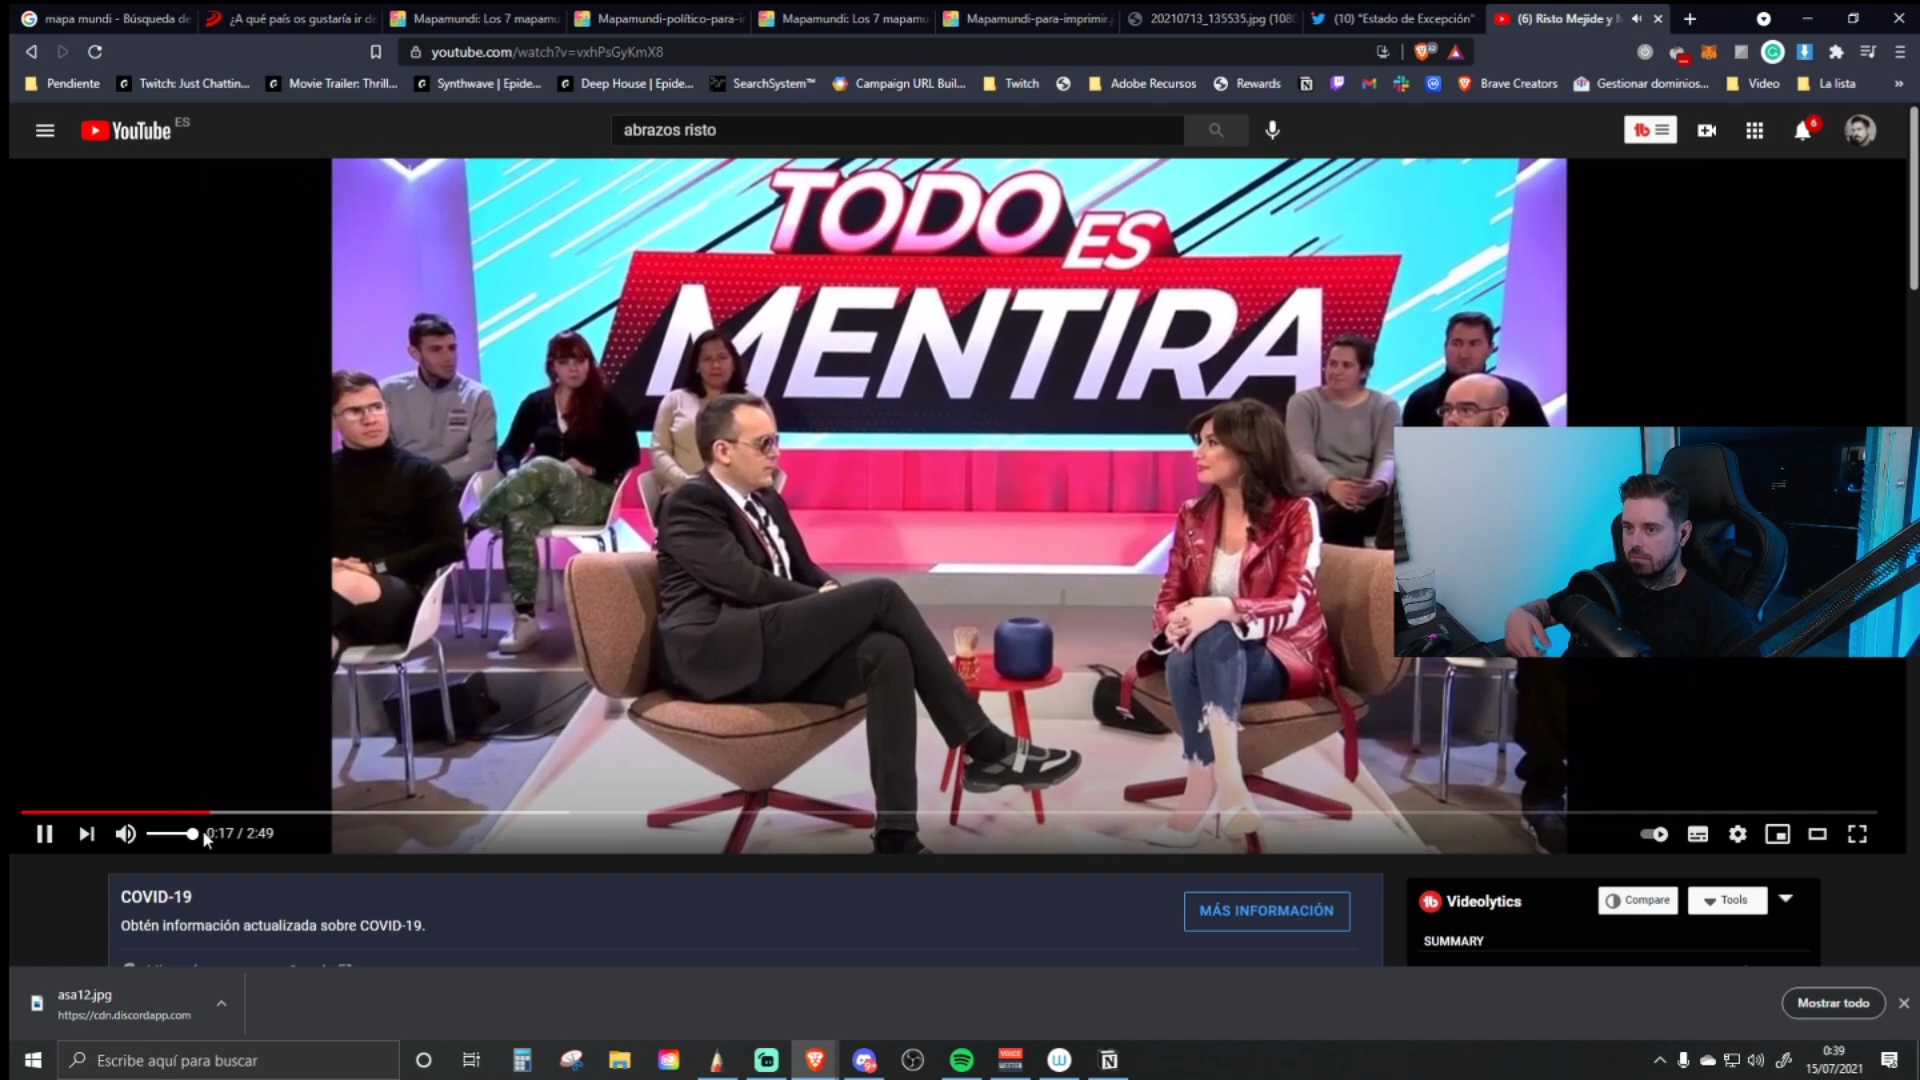 mapa mundi - Búsqueda de
¿A qué país os gustaría ir de
Mapamundi: Los 7 mapamu
Mapamundi-político-para-i
Mapamundi: Los 7 mapamu
Mapamundi-para-imprimir.
20210713_135535.jpg (108
(10) "Estado de Excepción"
(6) Risto Mejide y
youtube.com/watch?v=vxhPsGyKmX8
Pendiente
Twitch: Just Chattin...
Movie Trailer: Thrill...
Synthwave | Epide...
Deep House | Epide...
SearchSystem™
Campaign URL Buil...
Twitch
Adobe Recursos
Rewards
Brave Creators
Gestionar dominios...
Video
La lista
»
YouTube ES
abrazos risto
6
TODO ES
MENTIRA
0:17 / 2:49
COVID-19
Obtén información actualizada sobre COVID-19.
MÁS INFORMACIÓN
Videolytics
Compare
Tools
SUMMARY
asa12.jpg
https://cdn.discordapp.com
Mostrar todo
Escribe aquí para buscar
0:39
15/07/2021